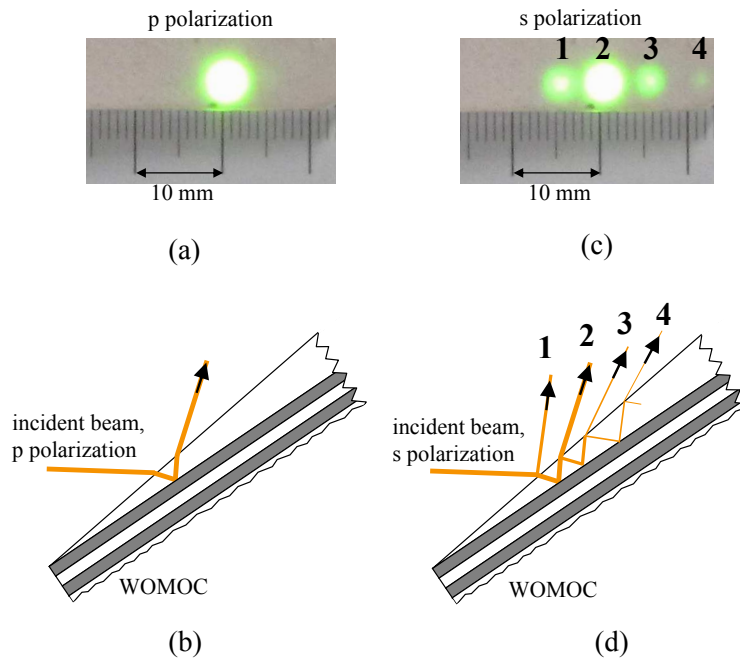 p polarization
10 mm
(a)
s polarization
1 2 3 4
10 mm
(c)
incident beam,
p polarization
WOMOC
(b)
1 2 3 4
incident beam,
s polarization
WOMOC
(d)